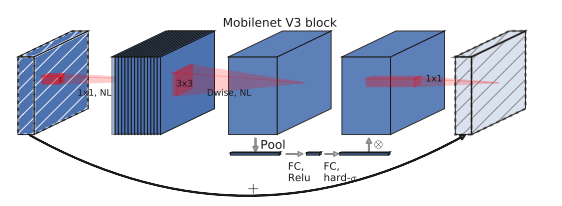 Mobilenet V3 block
1x1, NL
3x3
Dwise, NL
1x1
Pool
⊗
FC,
Relu
FC,
hard-σ
+